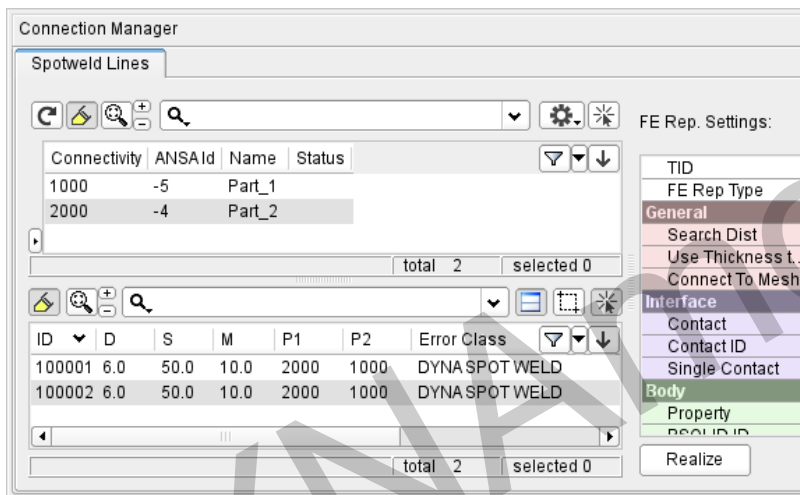 Connection Manager
Spotweld Lines
FE Rep. Settings:
Connectivity ANSA Id Name Status
1000 -5 Part_1
2000 -4 Part_2
total 2 selected 0
ID D S M P1 P2 Error Class
100001 6.0 50.0 10.0 2000 1000 DYNA SPOT WELD
100002 6.0 50.0 10.0 2000 1000 DYNA SPOT WELD
total 2 selected 0
TID
FE Rep Type
General
Search Dist
Use Thickness t..
Connect To Mesh
Interface
Contact
Contact ID
Single Contact
Body
Property
PSOLID ID
Realize